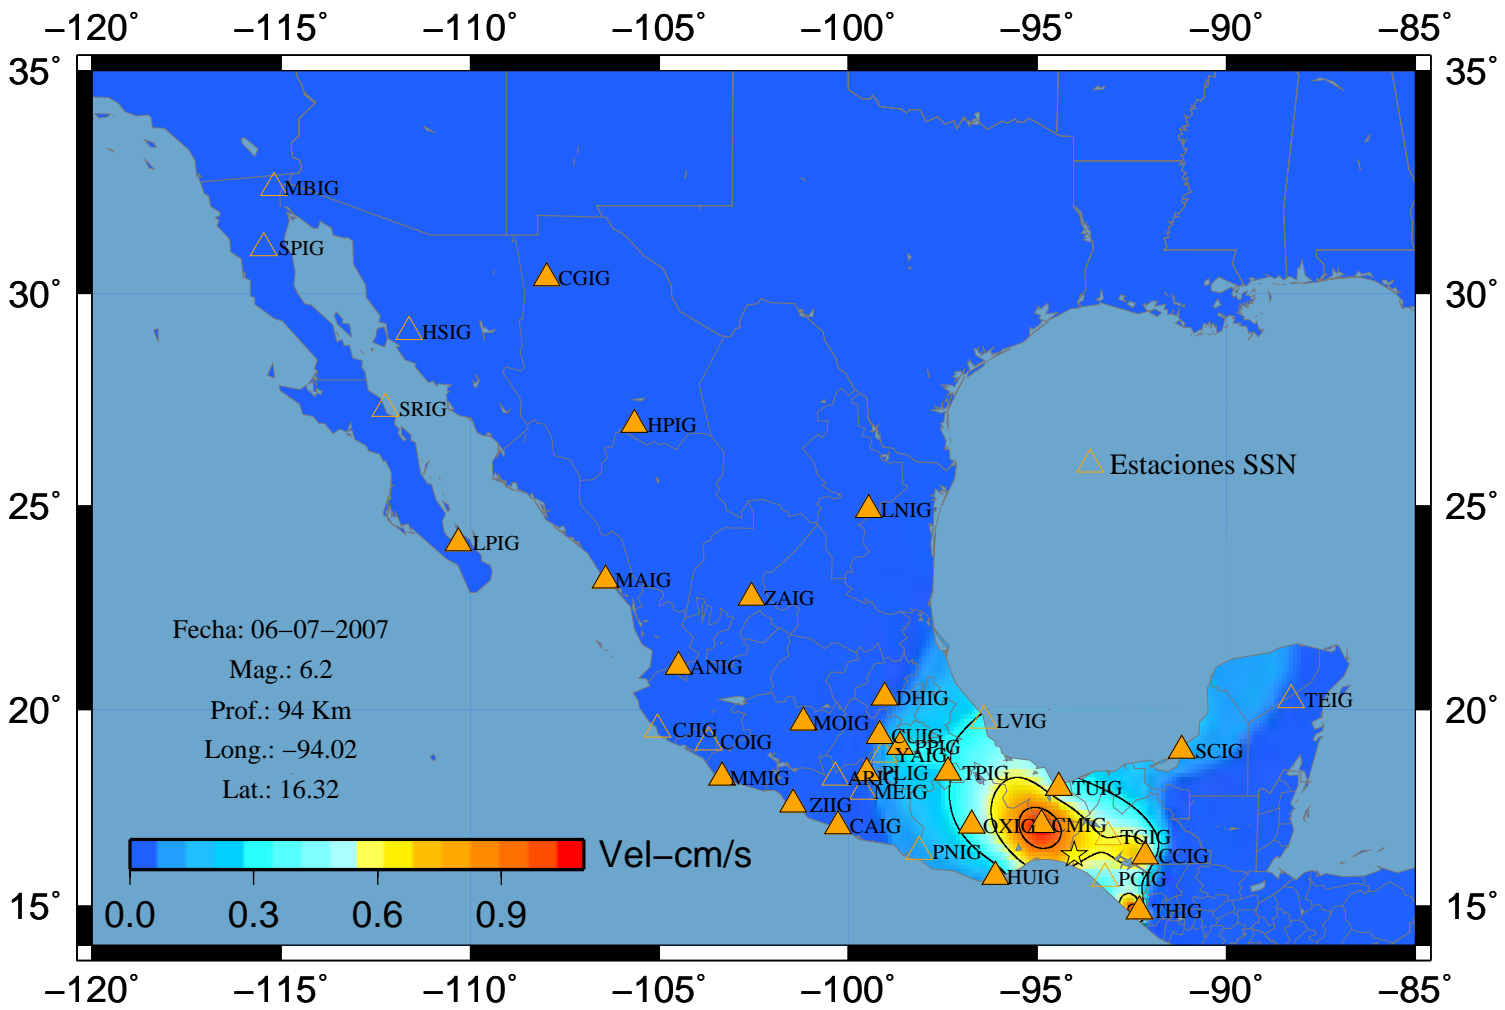 −120˚ −115˚ −110˚ −105˚ −100˚ −95˚ −90˚ −85˚
35˚ 35˚
MBIG
SPIG
CGIG
30˚ 30˚
HSIG
SRIG
HPIG
Estaciones SSN
25˚ LNIG 25˚
LPIG
MAIG
ZAIG
Fecha: 06−07−2007
Mag.: 6.2
ANIG
DHIG
TEIG
20˚ Prof.: 94 Km 20˚
MOIG
LVIG
CJIG
CUIG
COIG
PPIG
Long.: −94.02
SCIG
YAIG
PLIG
TPIG
MMIG
ARIG
TUIG
Lat.: 16.32
MEIG
ZIIG
CAIG
OXIG
CMIG
TGIG
Vel−cm/s
PNIG
CCIG
HUIG
PCIG
15˚ 0.0 0.3 0.6 0.9 THIG 15˚
−120˚ −115˚ −110˚ −105˚ −100˚ −95˚ −90˚ −85˚